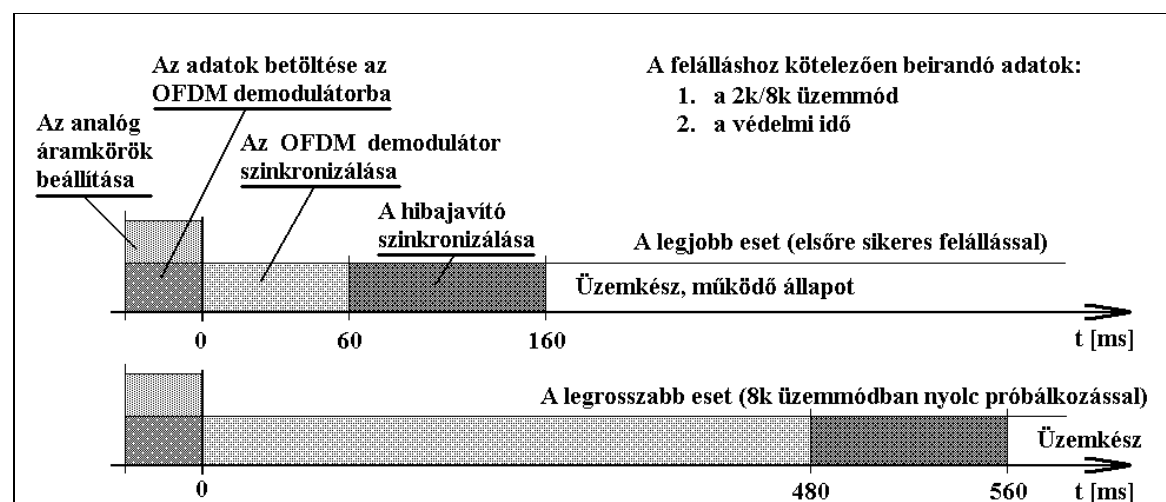 Az adatok betöltése az
OFDM demodulátorba
A felálláshoz kötelezően beirandó adatok:
1. a 2k/8k üzemmód
2. a védelmi idő
Az analóg
áramkörök
beállítása
Az OFDM demodulátor
szinkronizálása
A hibajavító
szinkronizálása
A legjobb eset (elsőre sikeres felállással)
Üzemkész, működő állapot
0 60 160 t [ms]
A legrosszabb eset (8k üzemmódban nyolc próbálkozással)
Üzemkész
0 480 560 t [ms]